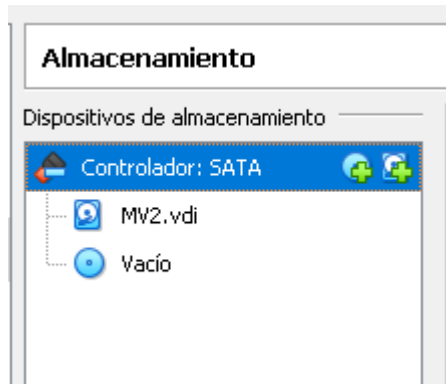 Almacenamiento
Dispositivos de almacenamiento
Controlador: SATA
MV2.vdi
Vacío